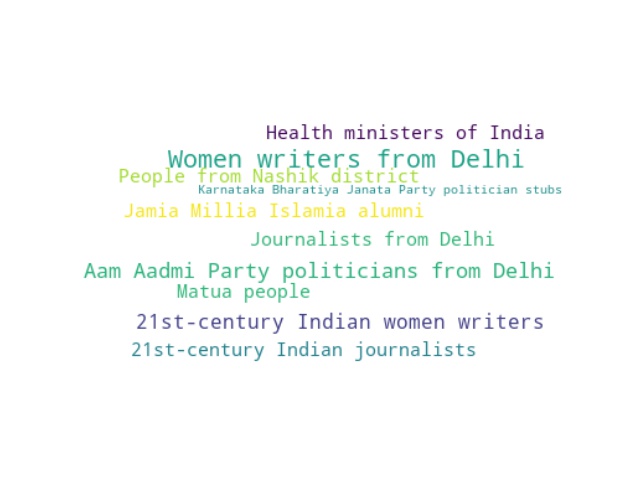 Health ministers of India
Women writers from Delhi
People from Nashik district
Karnataka Bharatiya Janata Party politician stubs
Jamia Millia Islamia alumni
Journalists from Delhi
Aam Aadmi Party politicians from Delhi
Matua people
21st-century Indian women writers
21st-century Indian journalists